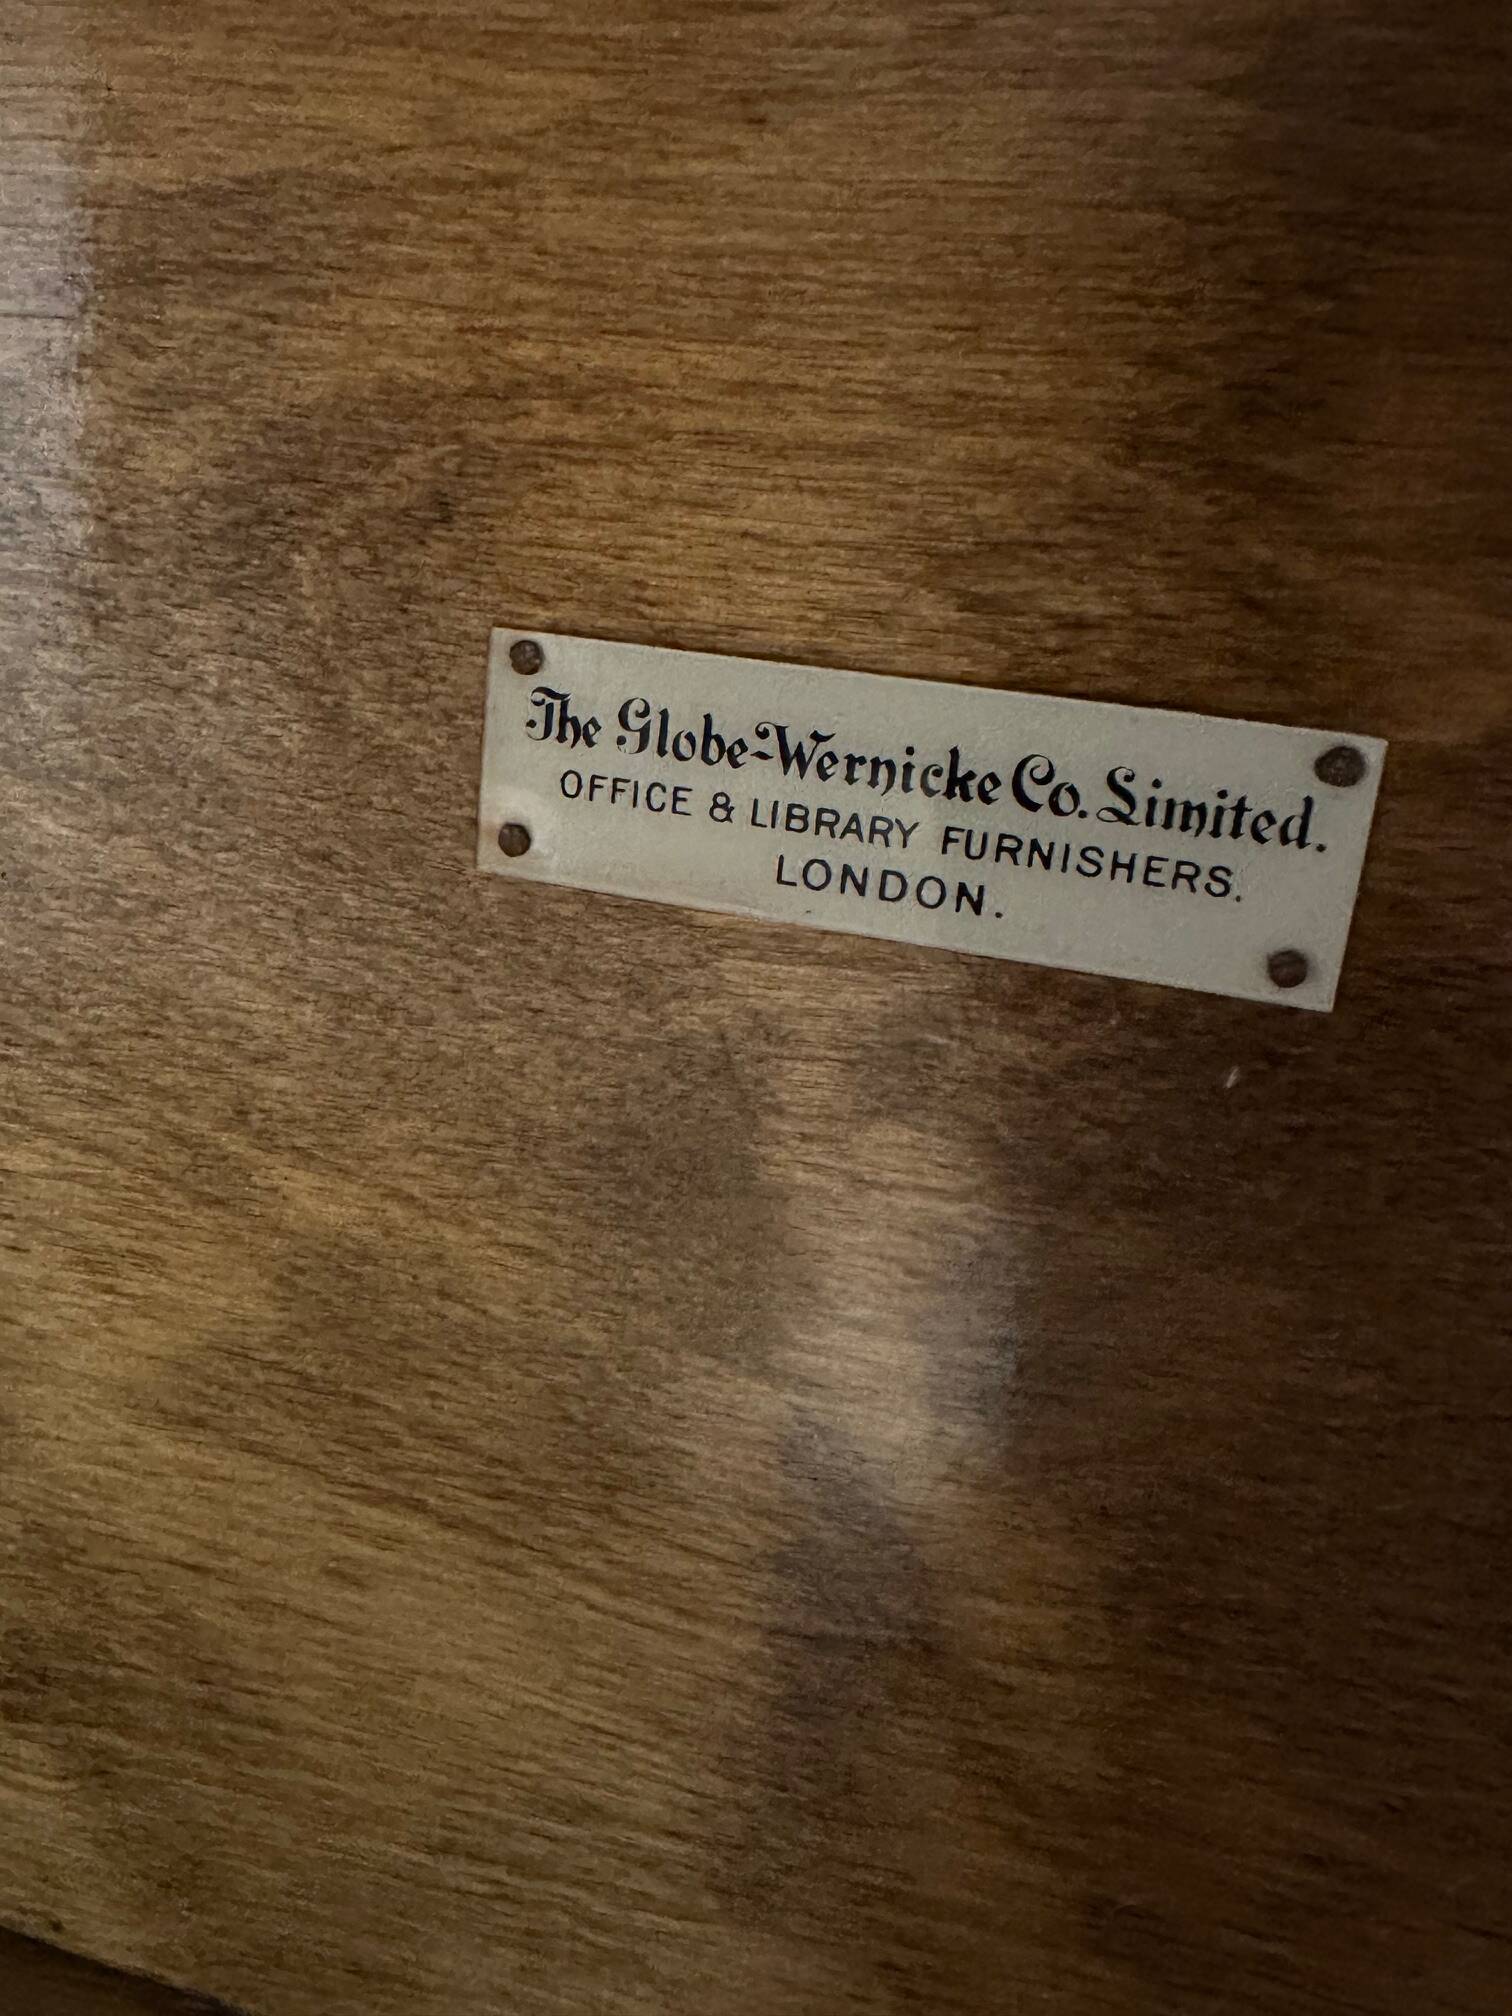 The Globe-Wernicke Co. Limited.
OFFICE & LIBRARY FURNISHERS.
LONDON.